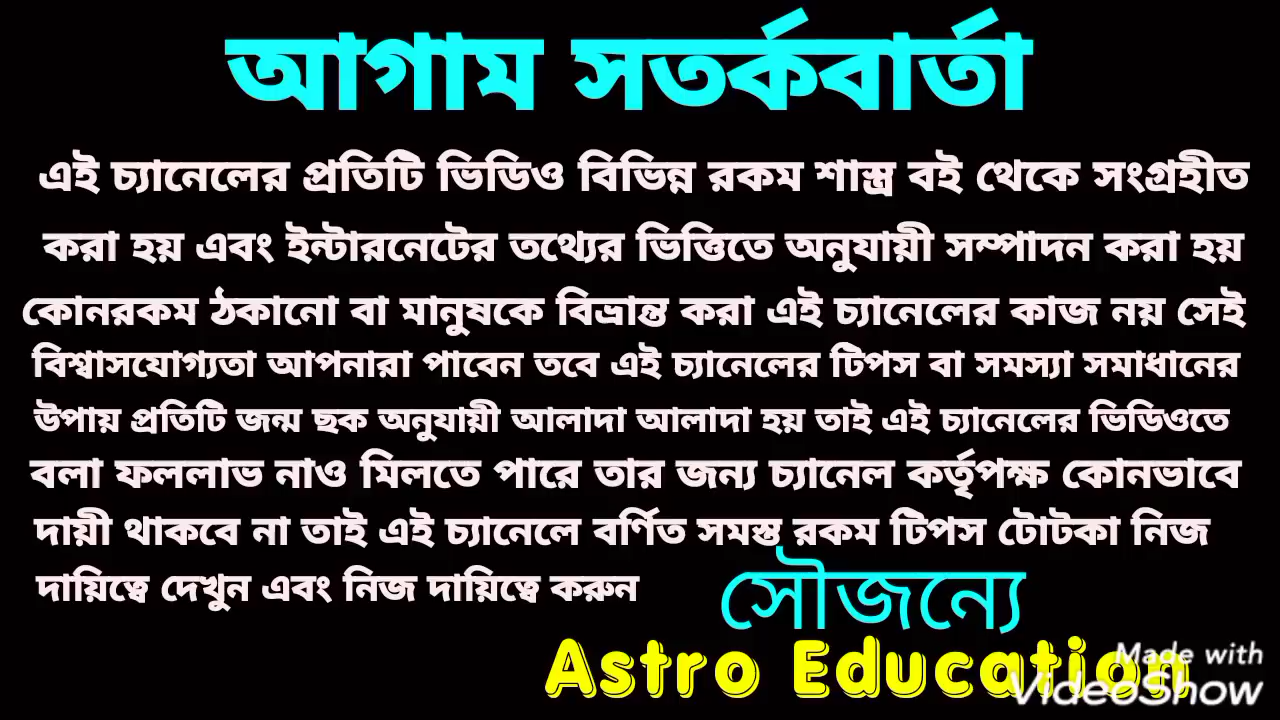 আগাম সতর্কবার্তা
এই চ্যানেলের প্রতিটি ভিডিও বিভিন্ন রকম শাস্ত্র বই থেকে সংগ্রহীত
করা হয় এবং ইন্টারনেটের তথ্যের ভিত্তিতে অনুযায়ী সম্পাদন করা হয়
কোনরকম ঠকানো বা মানুষকে বিভ্রান্ত করা এই চ্যানেলের কাজ নয় সেই
বিশ্বাসযোগ্যতা আপনারা পাবেন তবে এই চ্যানেলের টিপস বা সমস্যা সমাধানের
উপায় প্রতিটি জন্ম ছক অনুযায়ী আলাদা আলাদা হয় তাই এই চ্যানেলের ভিডিওতে
বলা ফললাভ নাও মিলতে পারে তার জন্য চ্যানেল কর্তৃপক্ষ কোনভাবে
দায়ী থাকবে না তাই এই চ্যানেলে বর্ণিত সমস্ত রকম টিপস টোটকা নিজ
দায়িত্বে দেখুন এবং নিজ দায়িত্বে করুন
সৌজন্যে
Astro Education
Made with
VideoShow